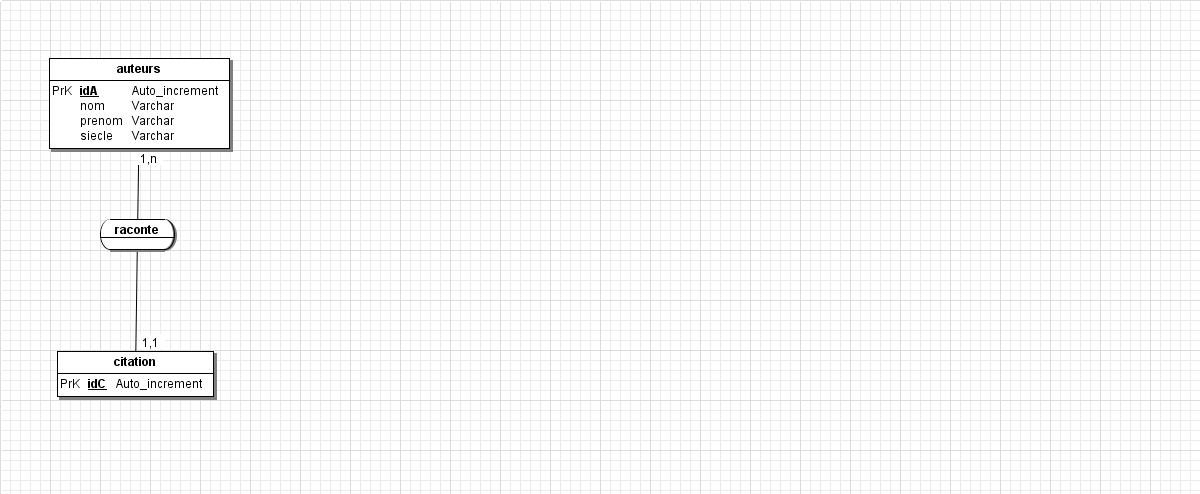 auteurs
PrK idA Auto_increment
nom Varchar
prenom Varchar
siecle Varchar
1,n
raconte
1,1
citation
PrK idC Auto_increment